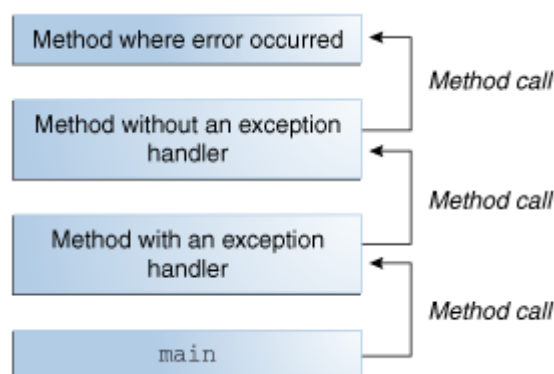 Method where error occurred
Method call
Method without an exception
handler
Method call
Method with an exception
handler
Method call
main